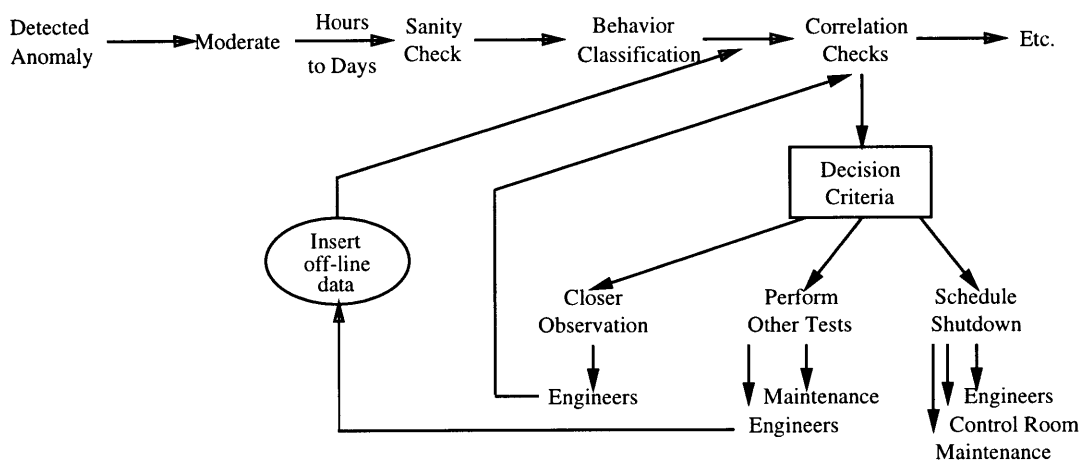 Detected
Anomaly
Moderate
Hours
to Days
Sanity
Check
Behavior
Classification
Correlation
Checks
Etc.
Decision
Criteria
Insert
off-line
data
Closer
Observation
Perform
Other Tests
Schedule
Shutdown
Engineers
Maintenance
Engineers
Engineers
Control Room
Maintenance